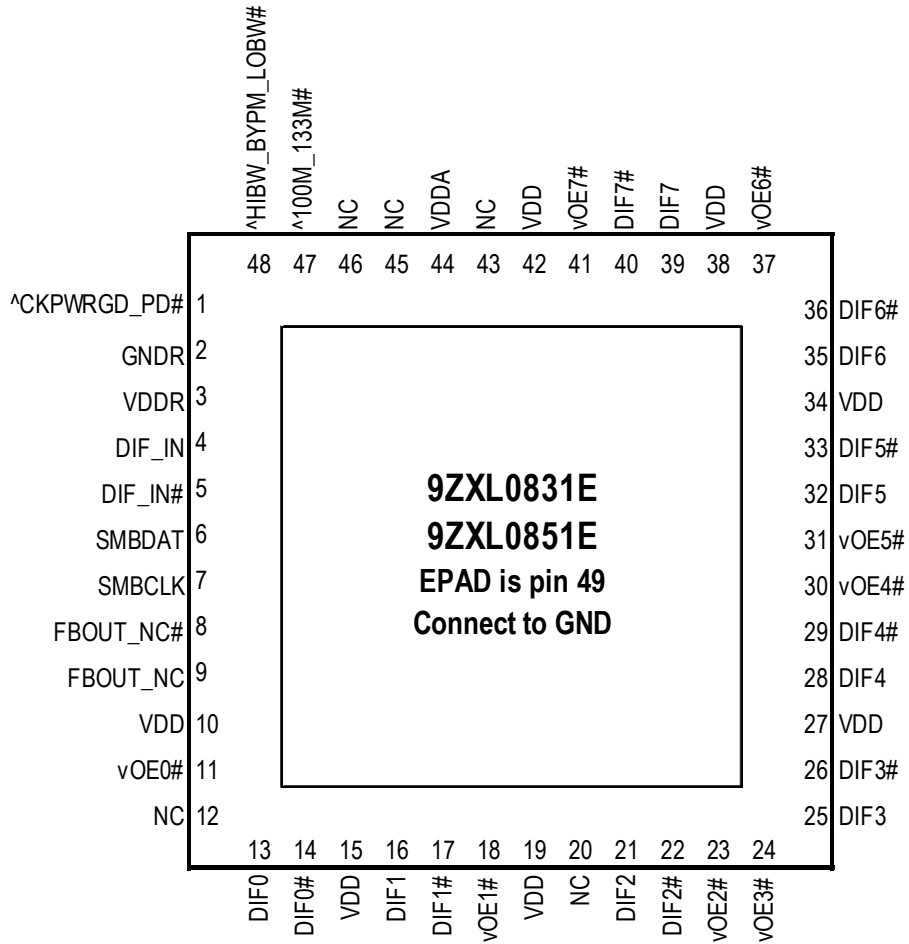 ^HIBW_BYPM_LOBW#
^100M_133M#
NC
NC
VDDA
NC
VDD
vOE7#
DIF7#
DIF7
VDD
vOE6#
48 47 46 45 44 43 42 41 40 39 38 37
^CKPWRGD_PD# 1
GNDR 2
VDDR 3
DIF_IN 4
DIF_IN# 5
SMBDAT 6
SMBCLK 7
FBOUT_NC# 8
FBOUT_NC 9
VDD 10
vOE0# 11
NC 12
9ZXL0831E
9ZXL0851E
EPAD is pin 49
Connect to GND
36 DIF6#
35 DIF6
34 VDD
33 DIF5#
32 DIF5
31 vOE5#
30 vOE4#
29 DIF4#
28 DIF4
27 VDD
26 DIF3#
25 DIF3
13 14 15 16 17 18 19 20 21 22 23 24
DIF0
DIF0#
VDD
DIF1
DIF1#
vOE1#
VDD
NC
DIF2
DIF2#
vOE2#
vOE3#